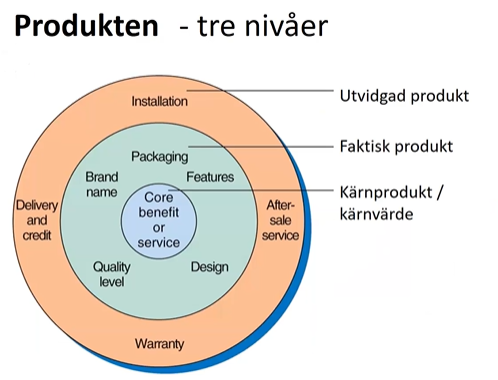 Produkten - tre nivåer
Installation
Utvidgad produkt
Packaging
Faktisk produkt
Brand
name
Features
Kärnprodukt /
kärnvärde
Core
benefit
or
service
Delivery
and
credit
After-
sale
service
Quality
level
Design
Warranty